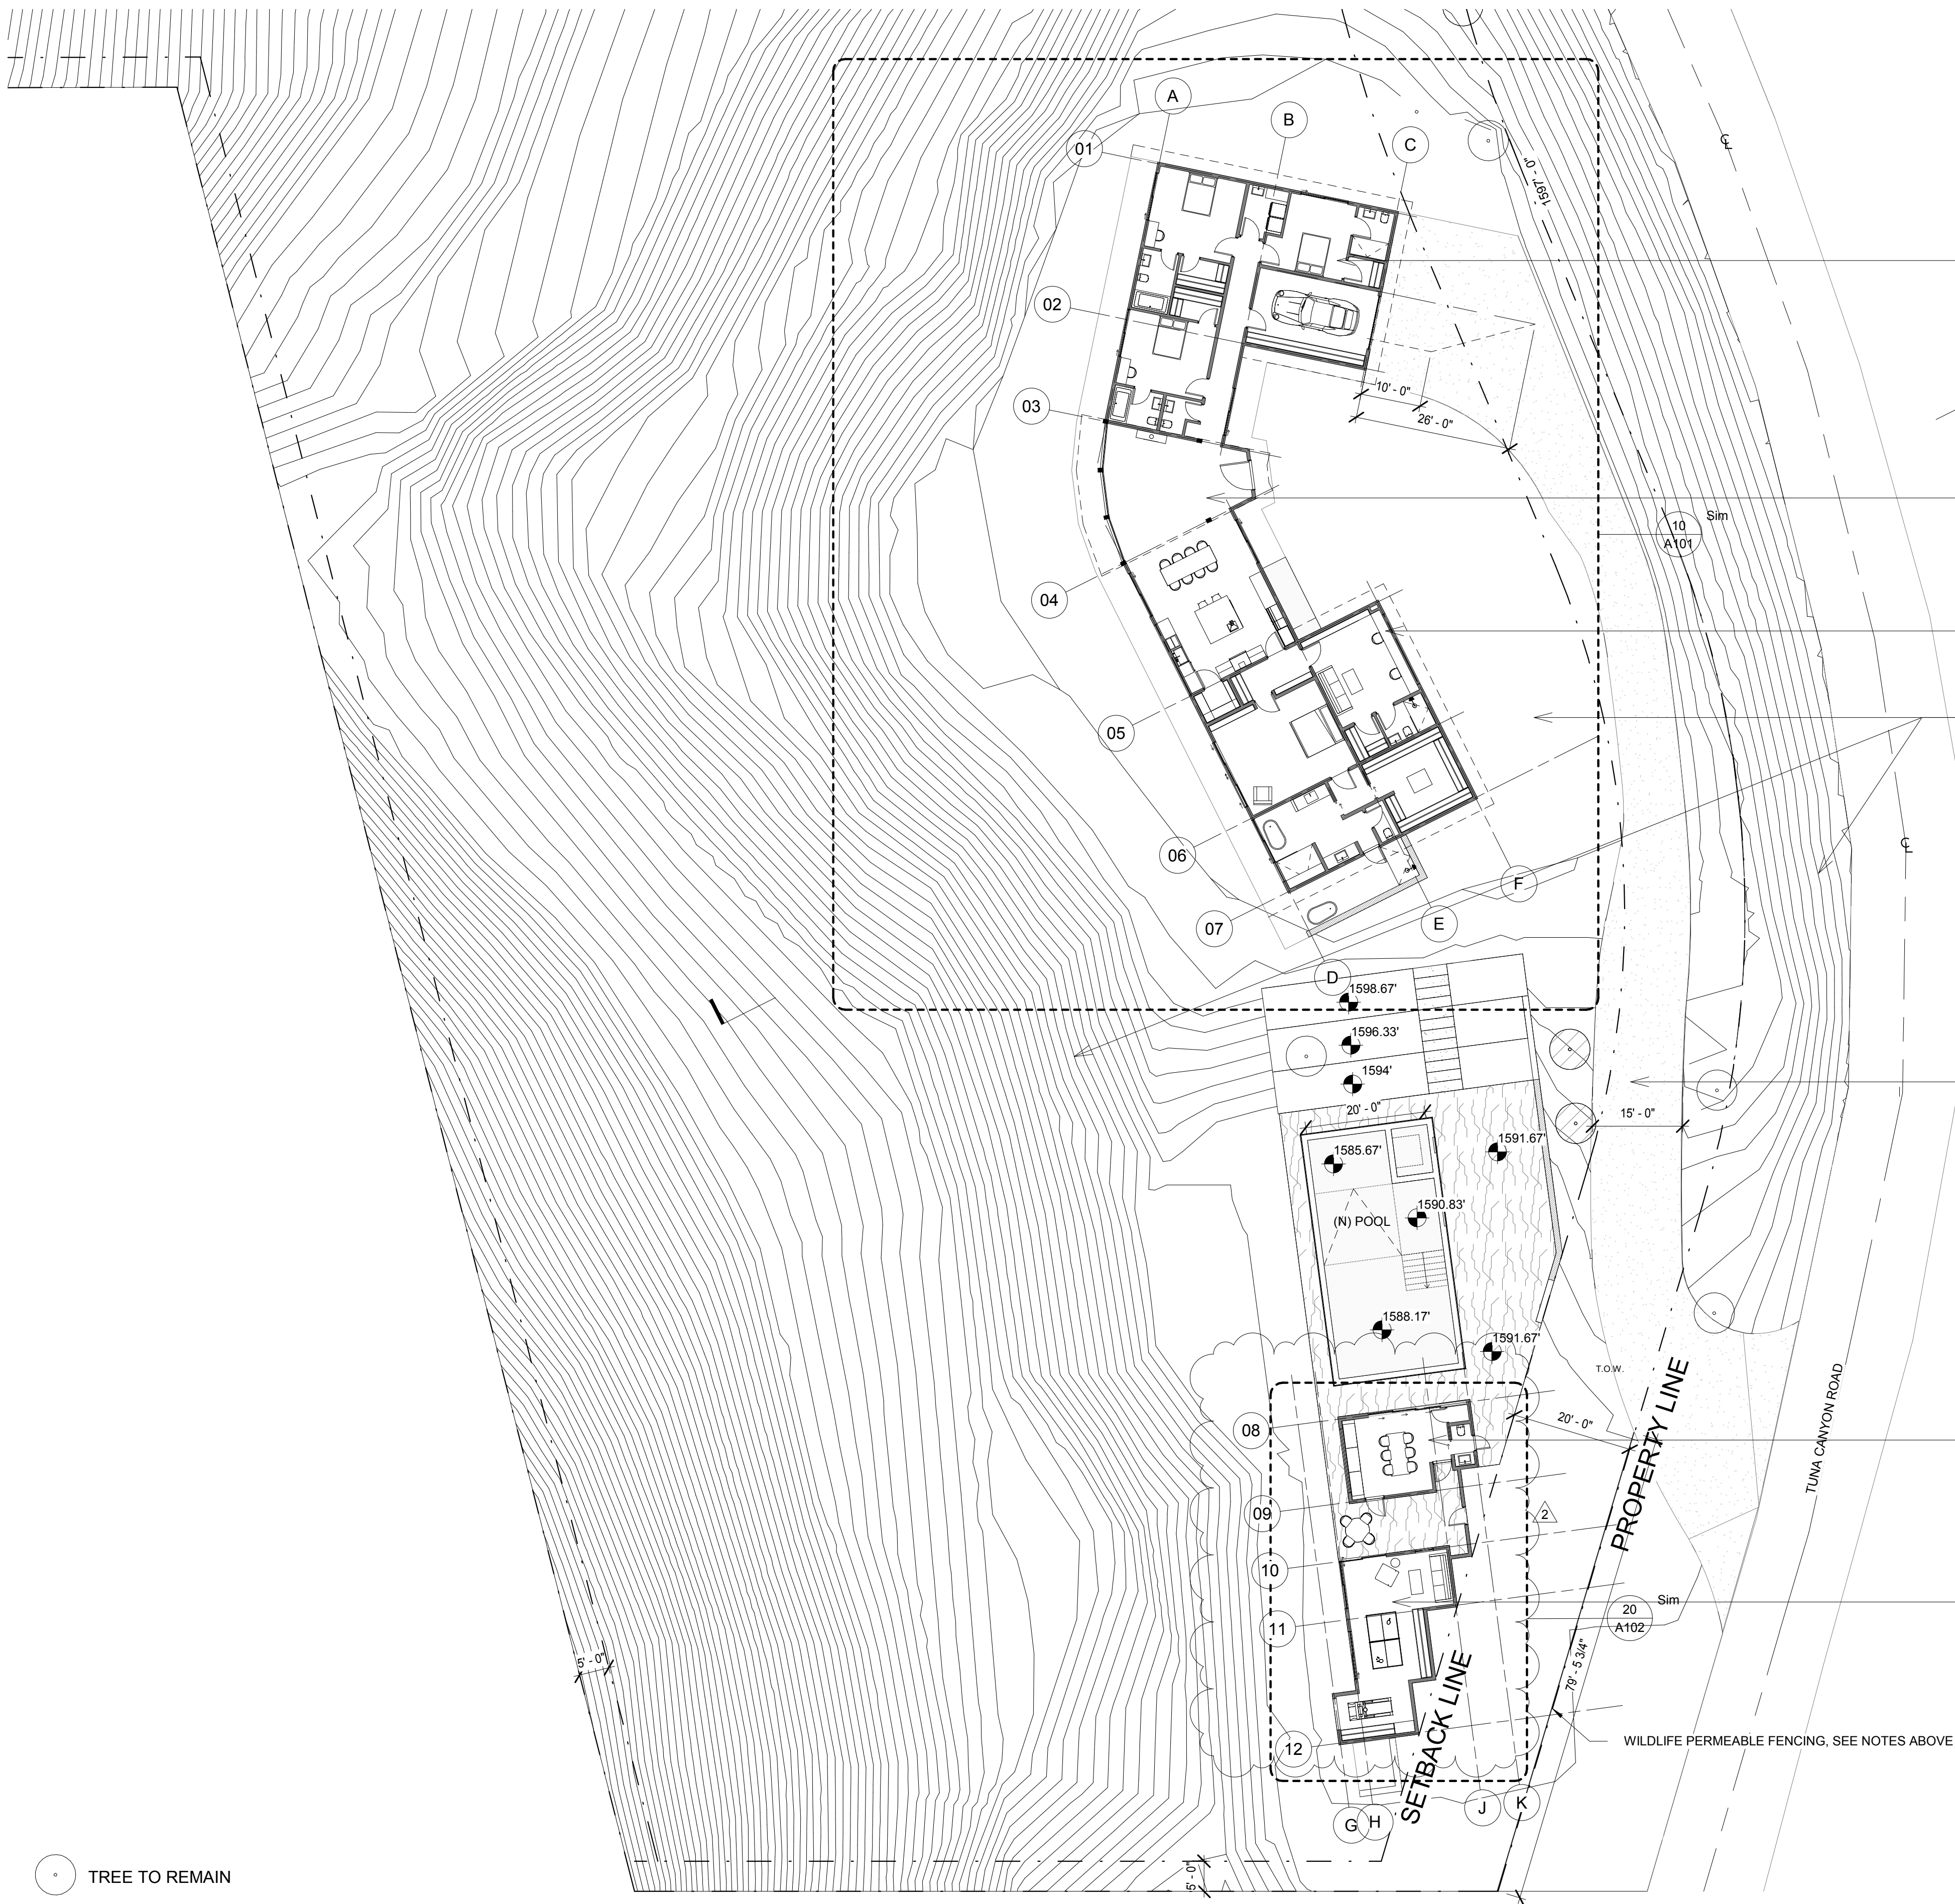 A
B
C
01
℄
1597' - 0"
02
03
10' - 0"
26' - 0"
10
A101
Sim
04
05
℄
06
F
07
E
D
1598.67'
1596.33'
1594'
20' - 0"
15' - 0"
1591.67'
1585.67'
1590.83'
(N) POOL
1588.17'
1591.67'
T.O.W.
08
20' - 0"
PROPERTY LINE
TUNA CANYON ROAD
09
2
10
11
20
A102
Sim
5' - 0"
79' - 5 3/4"
SETBACK LINE
WILDLIFE PERMEABLE FENCING, SEE NOTES ABOVE
12
G
H
J
K
5' - 0"
TREE TO REMAIN